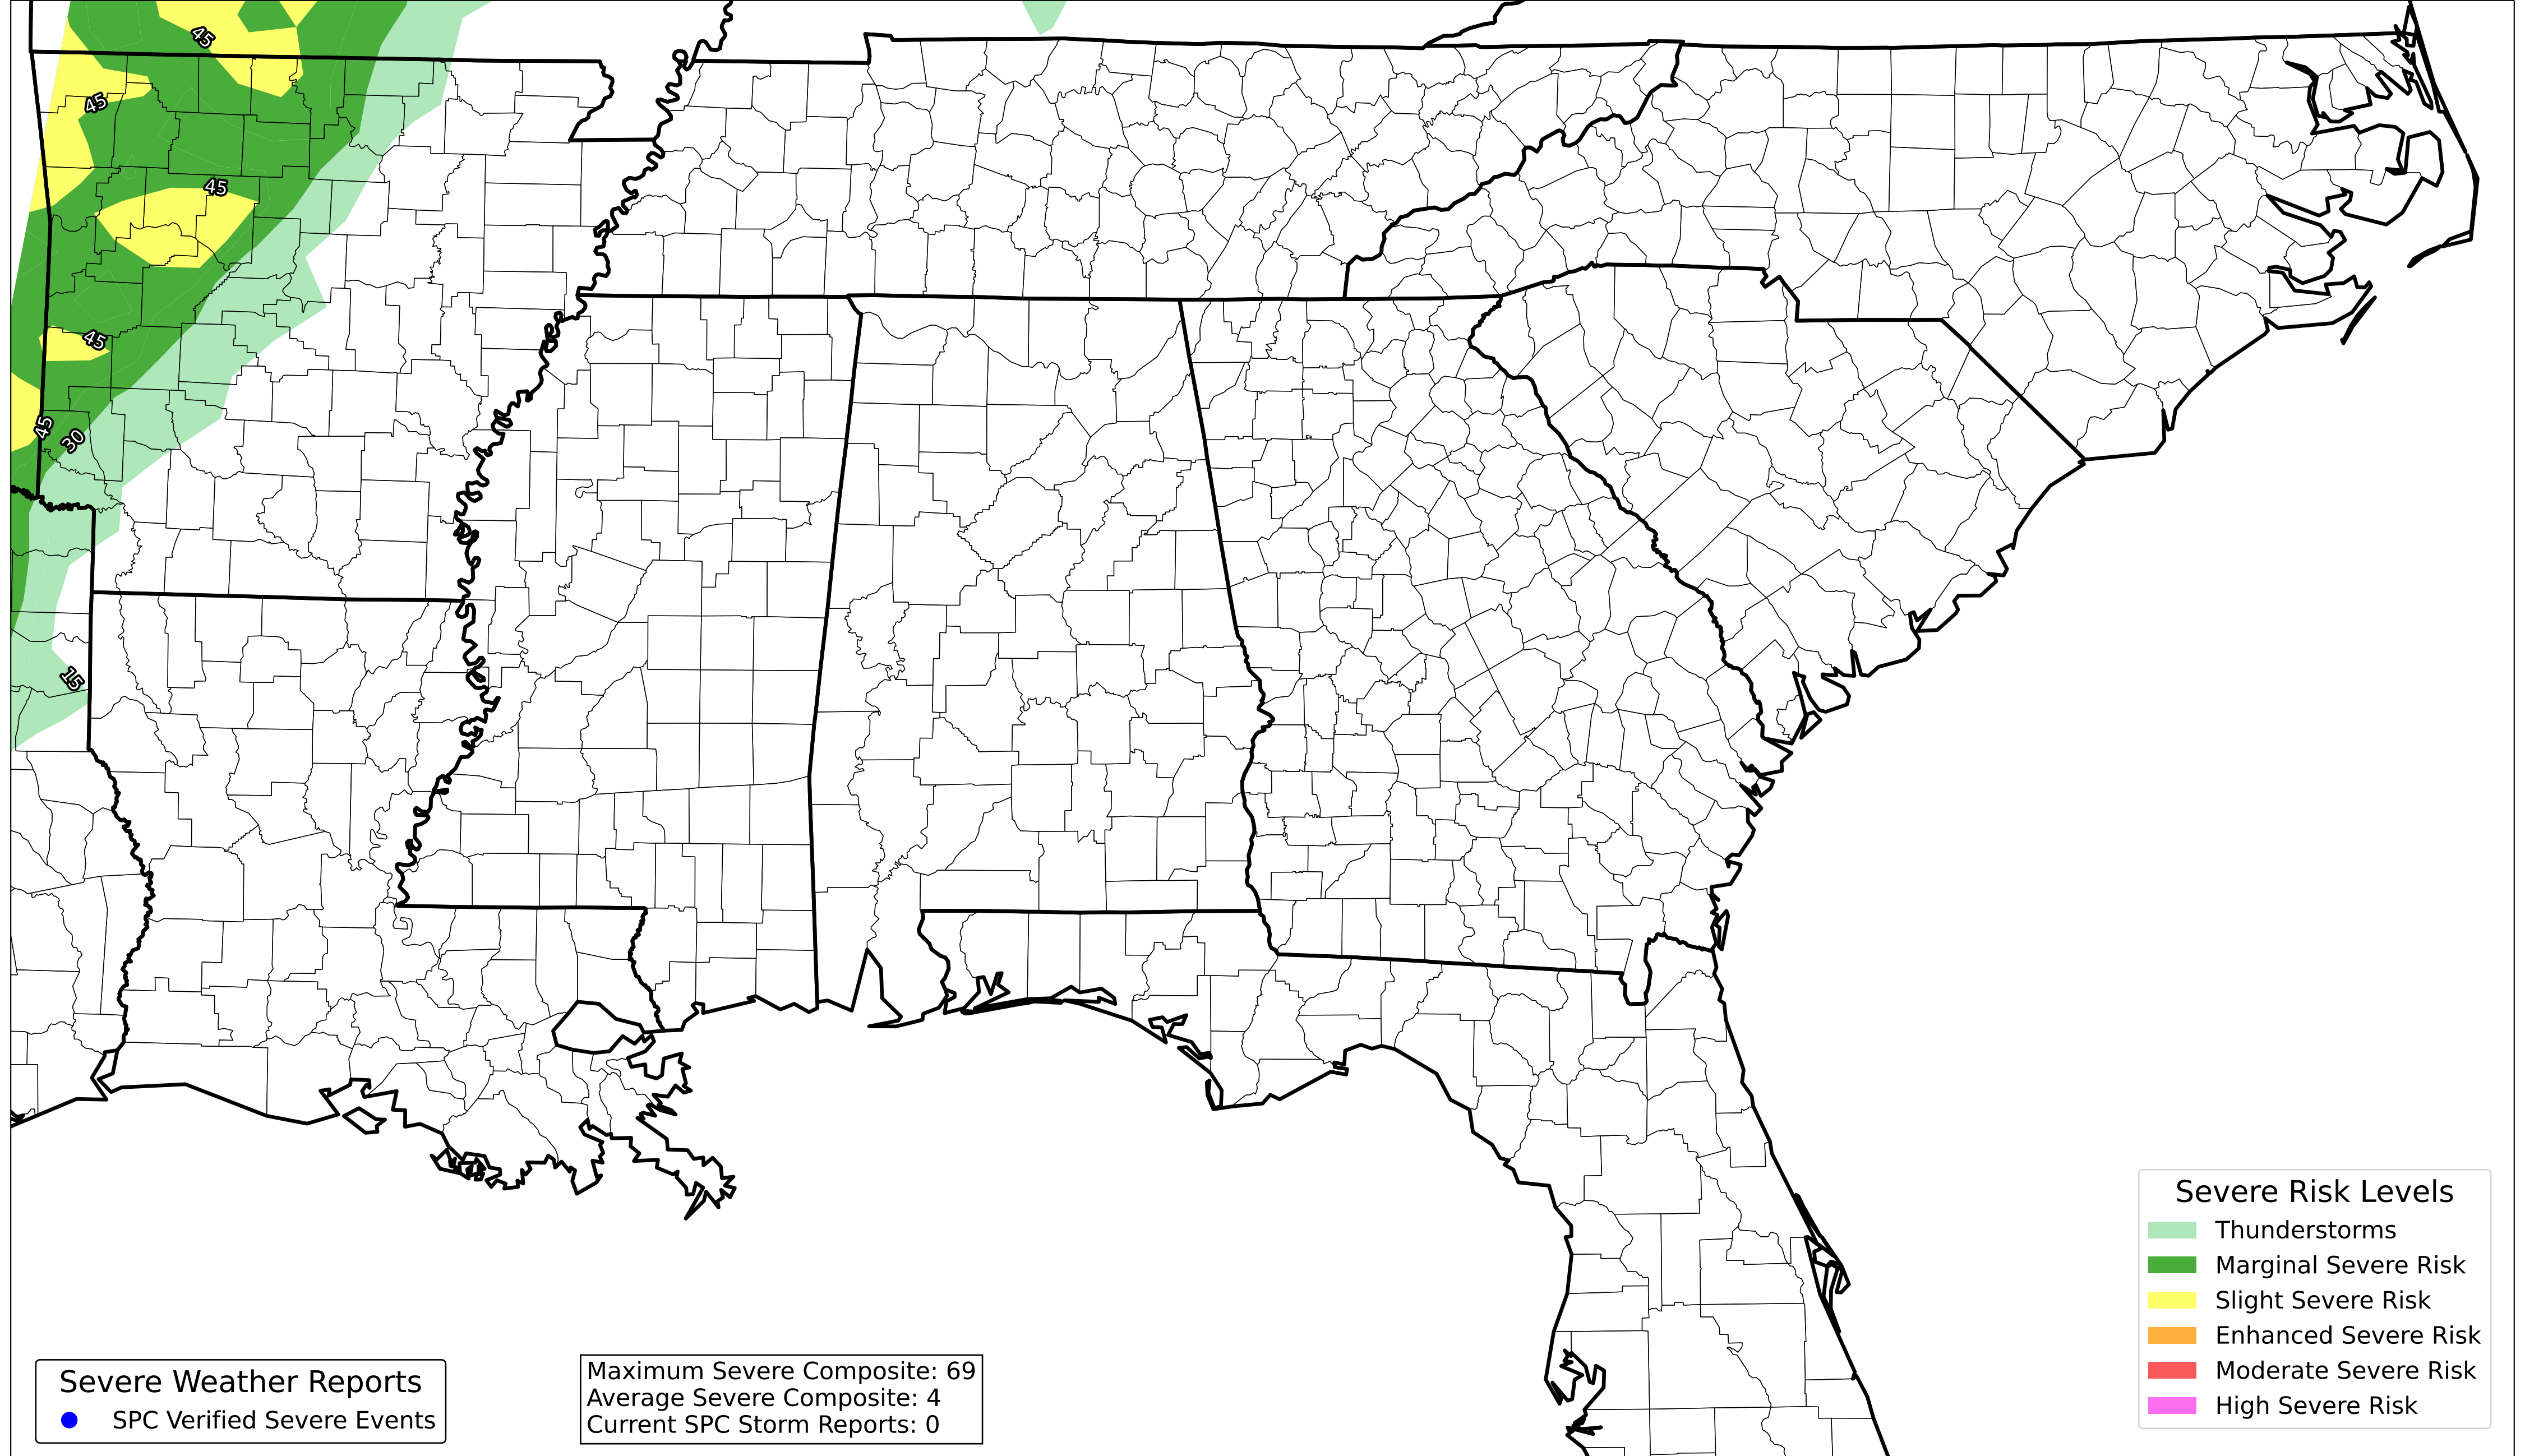 45
45
45
45
45
30
15
Severe Risk Levels
Thunderstorms
Marginal Severe Risk
Slight Severe Risk
Enhanced Severe Risk
Moderate Severe Risk
High Severe Risk
Severe Weather Reports
SPC Verified Severe Events
Maximum Severe Composite: 69
Average Severe Composite: 4
Current SPC Storm Reports: 0